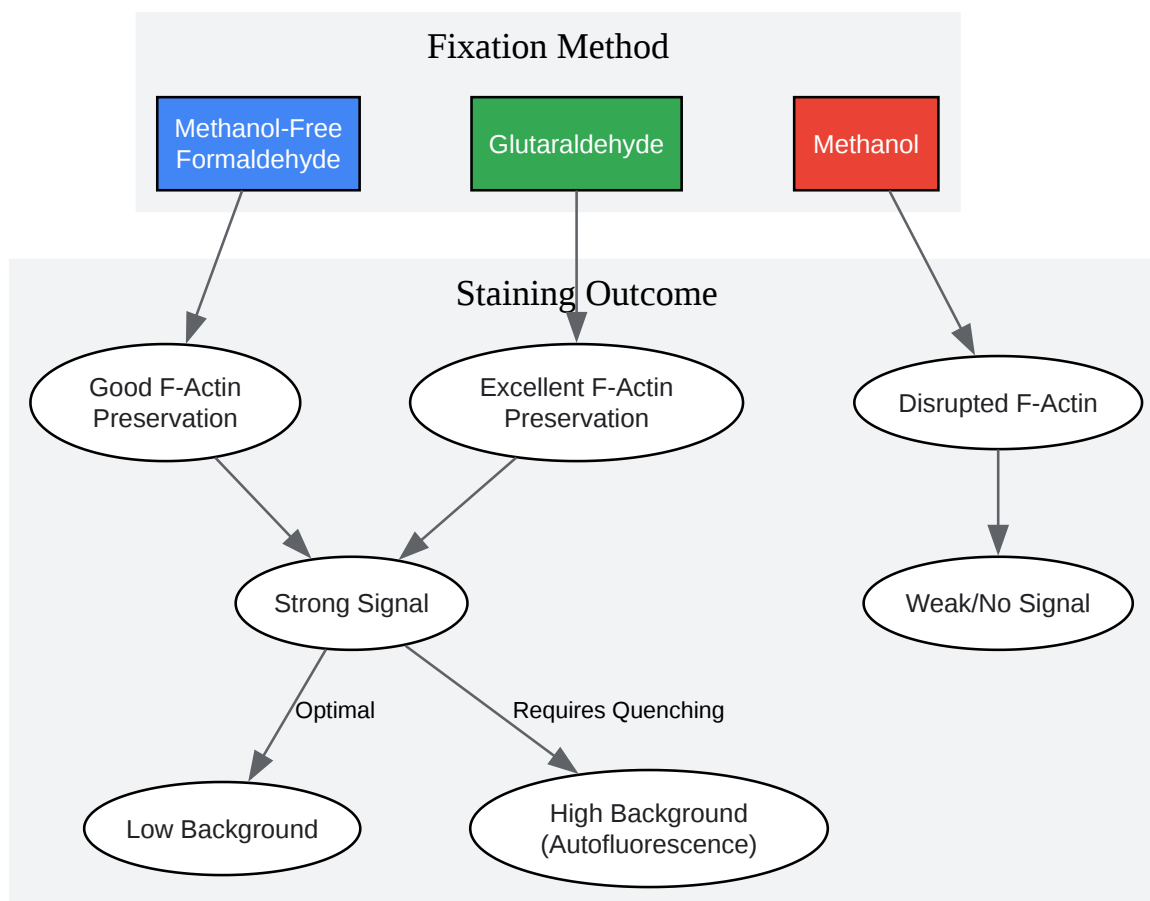 Fixation Method
Methanol-Free
Formaldehyde
Glutaraldehyde
Methanol
Staining Outcome
Good F-Actin
Preservation
Excellent F-Actin
Preservation
Disrupted F-Actin
Strong Signal
Weak/No Signal
Optimal
Requires Quenching
Low Background
High Background
(Autofluorescence)